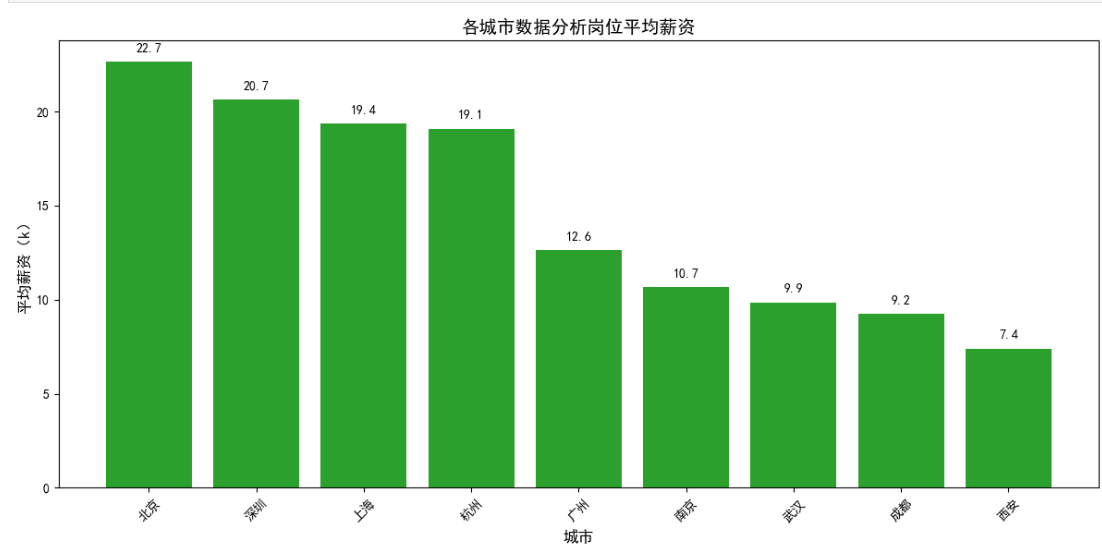 各城市数据分析岗位平均薪资
22.7
20.7
19.4
19.1
12.6
10.7
9.9
9.2
7.4
平均薪资（k）
20
15
10
5
0
北京
深圳
上海
杭州
广州
南京
武汉
成都
西安
城市